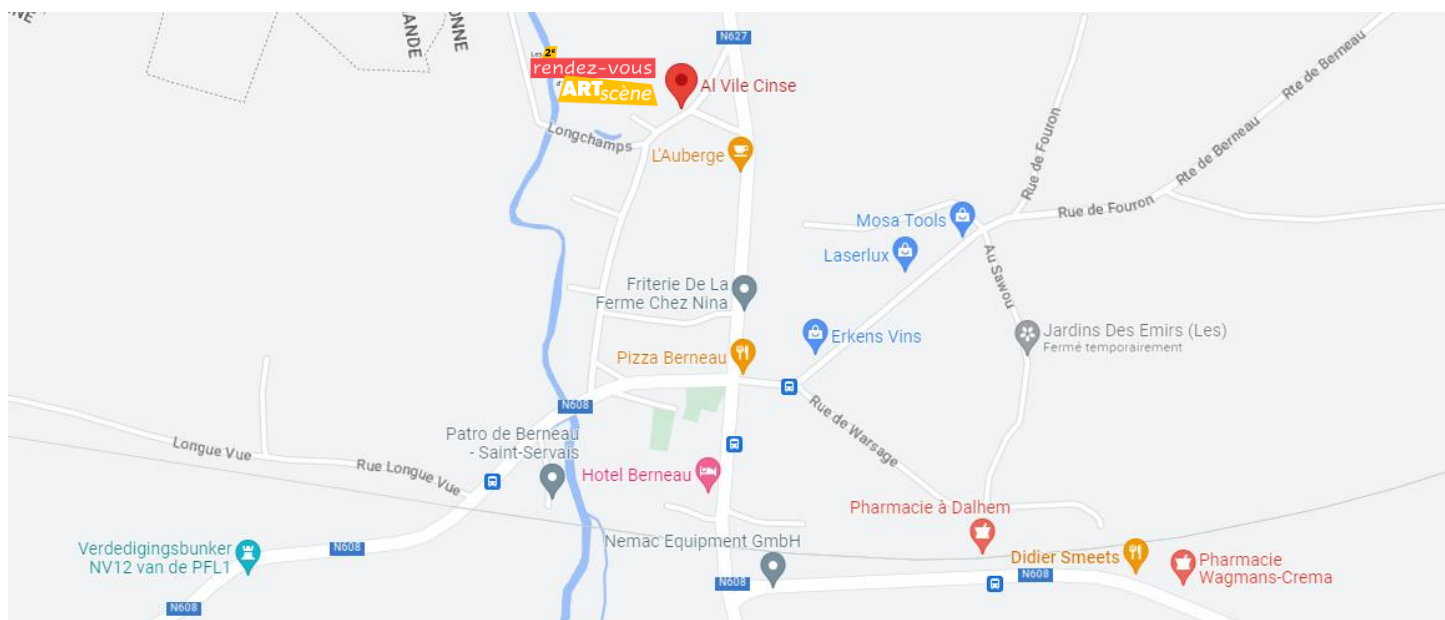 NE
ANDE
ONNE
N627
Les 2e
rendez-vous
d'ARTscène
Al Vile Cinse
Rte de Berneau
Longchamps
L'Auberge
Rue de Fouron
Rte de Berneau
Mosa Tools
Rue de Fouron
Laserlux
Au Sawou
Friterie De La
Ferme Chez Nina
Erkens Vins
Jardins Des Emirs (Les)
Fermé temporairement
Pizza Berneau
N608
Rue de Warsage
Patro de Berneau
- Saint-Servais
Longue Vue
Rue Longue Vue
Hotel Berneau
Pharmacie à Dalhem
Verdedigingsbunker
NV12 van de PFL1
N608
Nemac Equipment GmbH
Didier Smeets
Pharmacie
Wagmans-Crema
N608
N608
N608